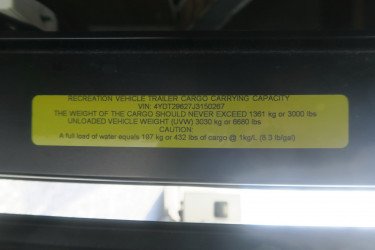 RECREATION VEHICLE TRAILER CARGO CARRYING CAPACITY
VIN: 4YDT29627J3150267
THE WEIGHT OF THE CARGO SHOULD NEVER EXCEED 1361 kg or 3000 lbs
UNLOADED VEHICLE WEIGHT (UVW) 3030 kg or 6680 lbs
CAUTION:
A full load of water equals 197 kg or 432 lbs of cargo @ 1kg/L (8.3 lb/gal)